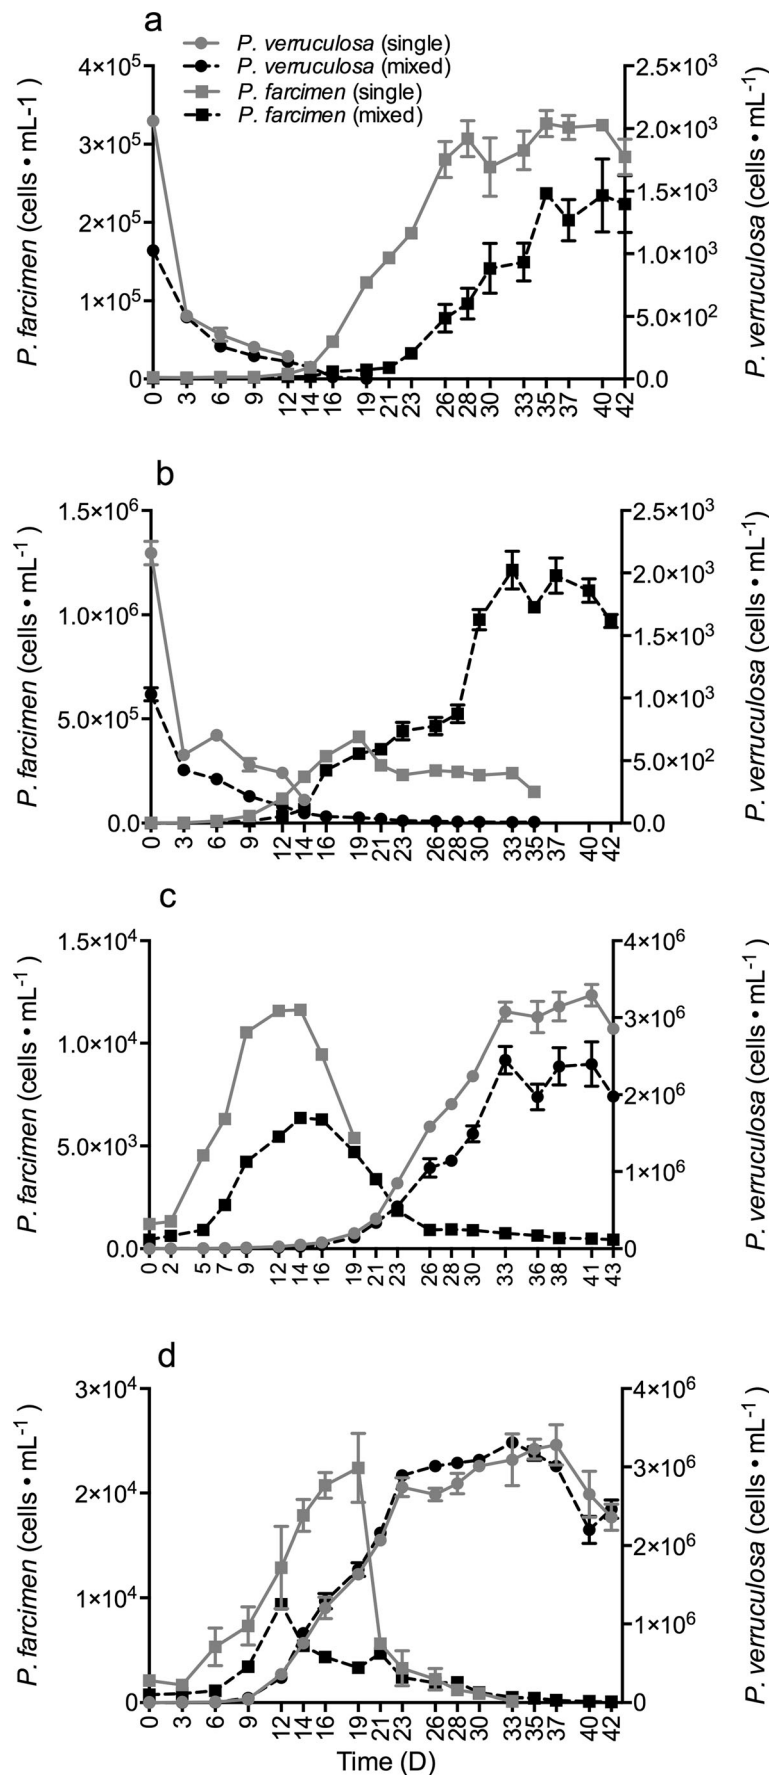 a
P. verruculosa (single)
P. verruculosa (mixed)
P. farcimen (single)
P. farcimen (mixed)
P. farcimen (cells • mL-1)
4×10⁵
3×10⁵
2×10⁵
1×10⁵
0
2.5×10³
2.0×10³
1.5×10³
1.0×10³
5.0×10²
0.0
P. verruculosa (cells • mL⁻¹)
0 3 6 9 12 14 16 19 21 23 26 28 30 33 35 37 40 42
b
P. farcimen (cells • mL⁻¹ )
1.5×10⁶
1.0×10⁶
5.0×10⁵
0.0
2.5×10³
2.0×10³
1.5×10³
1.0×10³
5.0×10²
0.0
P. verruculosa (cells • mL⁻¹)
0 3 6 9 12 14 16 19 21 23 26 28 30 33 35 37 40 42
c
P. farcimen (cells • mL⁻¹ )
1.5×10⁴
1.0×10⁴
5.0×10³
0.0
4×10⁶
3×10⁶
2×10⁶
1×10⁶
0
P. verruculosa (cells • mL⁻¹)
0 2 5 7 9 12 14 16 19 21 23 26 28 30 33 36 38 41 43
d
P. farcimen (cells • mL⁻¹ )
3×10⁴
2×10⁴
1×10⁴
0
4×10⁶
3×10⁶
2×10⁶
1×10⁶
0
P. verruculosa (cells • mL⁻¹)
0 3 6 9 12 14 16 19 21 23 26 28 30 33 35 37 40 42
Time (D)